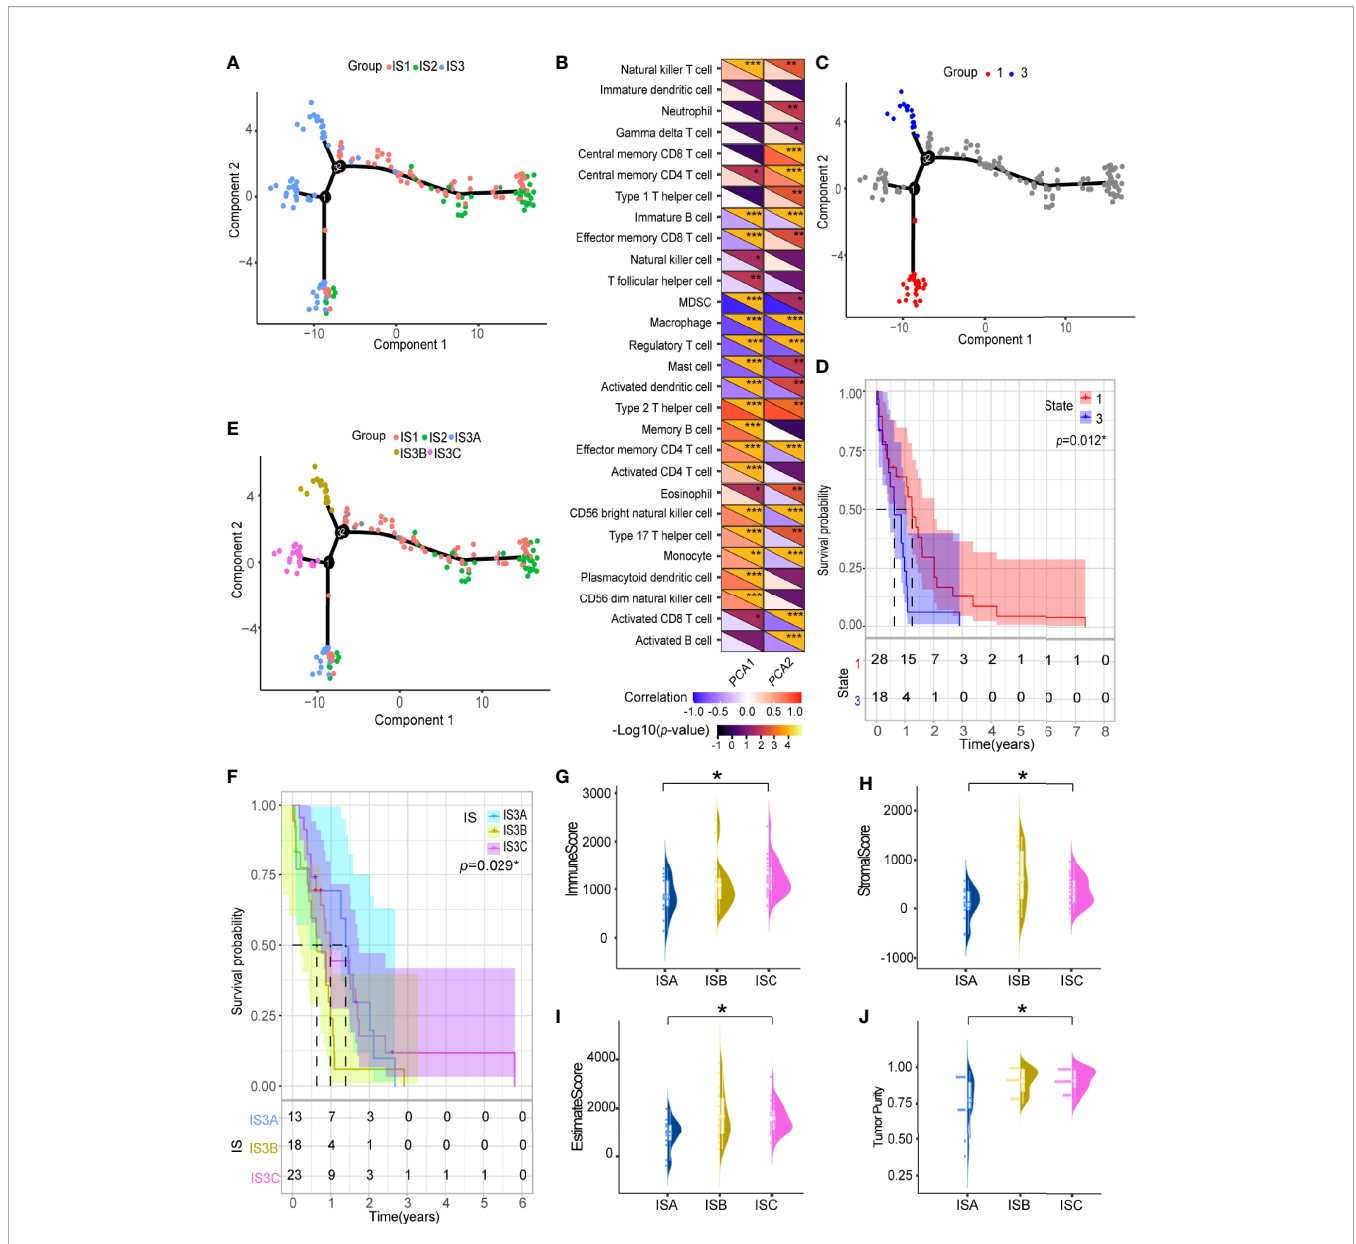 A
Group IS1 IS2 IS3
Component 2
4
0
−4
−10 0 10
Component 1
2
B
Natural killer T cell *** **
Immature dendritic cell
Neutrophil **
Gamma delta T cell *
Central memory CD8 T cell ***
Central memory CD4 T cell * ***
Type 1 T helper cell **
Immature B cell *** ***
Effector memory CD8 T cell *** **
Natural killer cell *
T follicular helper cell **
MDSC *** *
Macrophage *** ***
Regulatory T cell *** ***
Mast cell *** **
Activated dendritic cell *** **
Type 2 T helper cell *** **
Memory B cell ***
Effector memory CD4 T cell *** ***
Activated CD4 T cell ***
Eosinophil * **
CD56 bright natural killer cell *** ***
Type 17 T helper cell *** **
Monocyte ** ***
Plasmacytoid dendritic cell ***
CD56 dim natural killer cell ***
Activated CD8 T cell * ***
Activated B cell ***
PCA1 PCA2
Correlation
-1.0 -0.5 0.0 0.5 1.0
-Log10(p-value)
-1 0 1 2 3 4
C
Group 1 3
Component 2
4
0
−4
−10 0 10
Component 1
2
D
State 1
3
p=0.012*
Survival probability
1.00
0.75
0.50
0.25
0.00
State
1 28 15 7 3 2 1 1 1 0
3 18 4 1 0 0 0 0 0 0
0 1 2 3 4 5 6 7 8
Time(years)
E
Group IS1 IS2 IS3A
IS3B IS3C
Component 2
4
0
−4
−10 0 10
Component 1
2
F
IS IS3A
IS3B
IS3C
p=0.029*
Survival probability
1.00
0.75
0.50
0.25
0.00
IS
IS3A 13 7 3 0 0 0 0
IS3B 18 4 1 0 0 0 0
IS3C 23 9 3 1 1 1 0
0 1 2 3 4 5 6
Time(years)
G
*
ImmuneScore
3000
2000
1000
0
ISA ISB ISC
H
*
StromalScore
2000
1000
0
-1000
ISA ISB ISC
I
*
EstimateScore
4000
2000
0
ISA ISB ISC
J
*
Tumor Purity
1.00
0.75
0.50
0.25
ISA ISB ISC